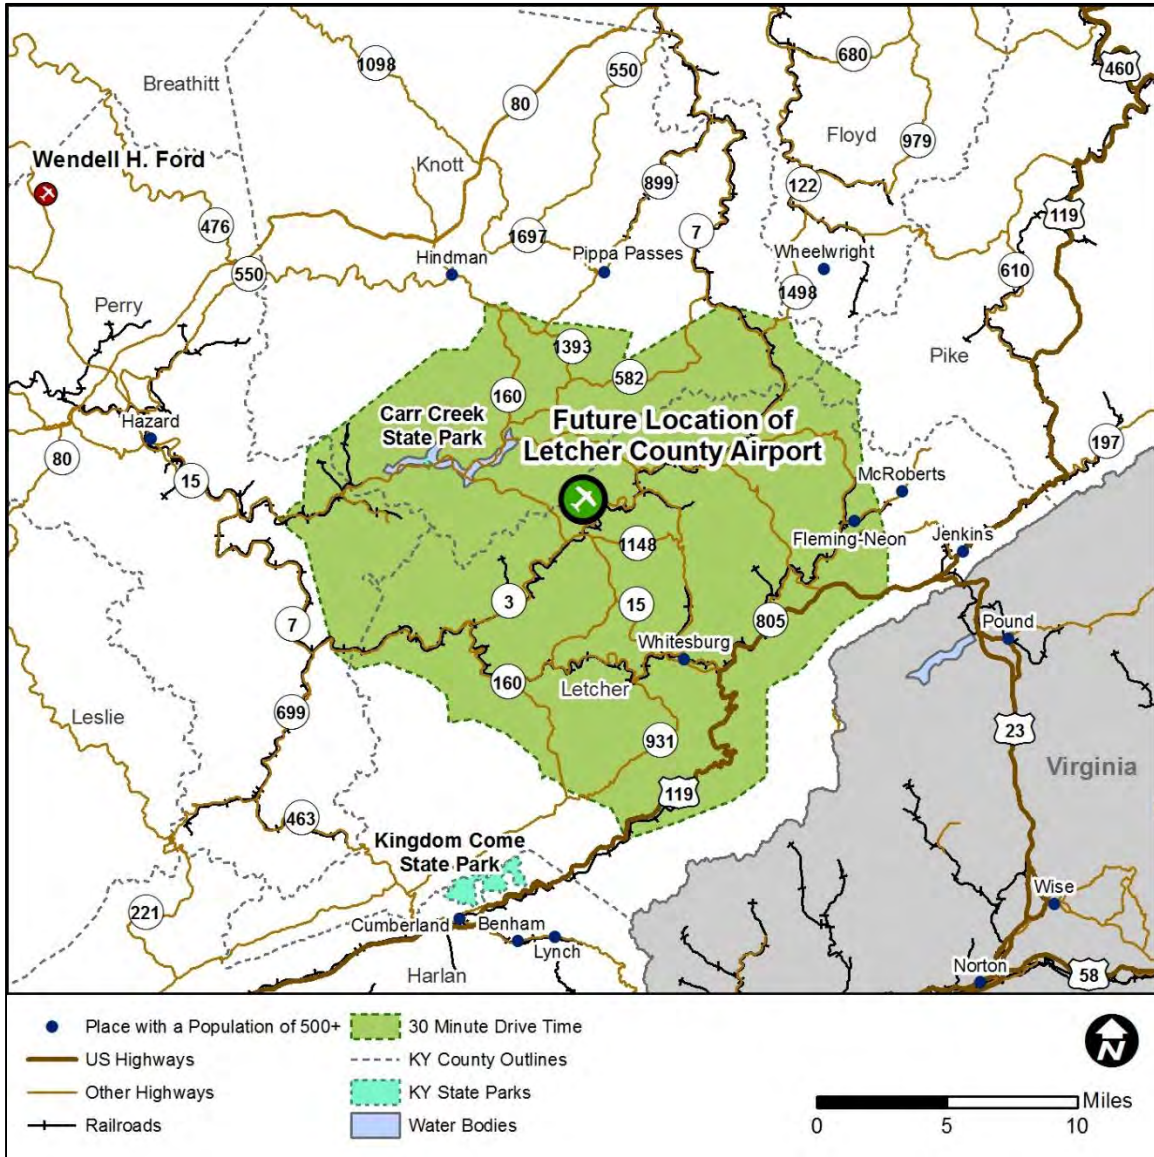 460
680
1098
550
Breathitt
80
Floyd
979
Wendell H. Ford
Knott
899
122
119
476
7
1697
Hindman
Pippa Passes
Wheelwright
610
550
1498
Perry
1393
Pike
582
160
Carr Creek
State Park
Future Location of
Letcher County Airport
Hazard
197
80
15
McRoberts
Fleming-Neon
Jenkins
1148
3
15
805
7
Pound
Whitesburg
160
Letcher
699
Leslie
931
23
Virginia
119
463
Kingdom Come
State Park
Wise
221
Cumberland
Benham
Lynch
Harlan
Norton
58
Place with a Population of 500+
30 Minute Drive Time
US Highways
KY County Outlines
Other Highways
KY State Parks
Railroads
Water Bodies
N
Miles
0 5 10